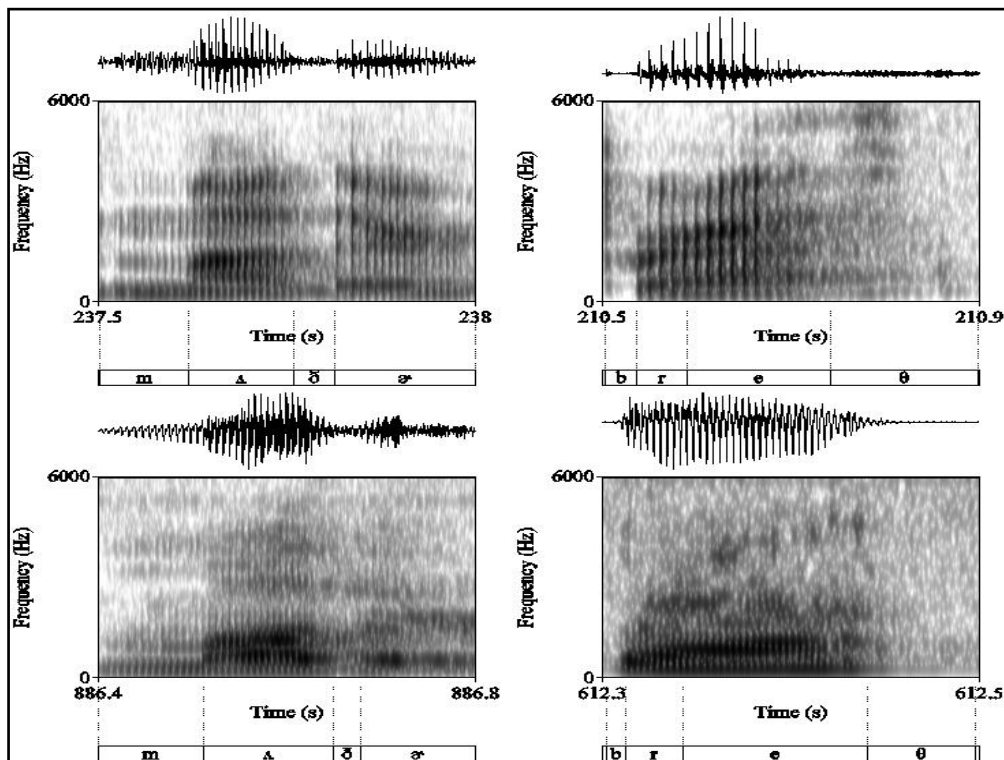 6000
Frequency (Hz)
0
237.5 238
Time (s)
m ʌ ð ɚ
6000
Frequency (Hz)
0
210.5 210.9
Time (s)
b r e θ
6000
Frequency (Hz)
0
886.4 886.8
Time (s)
m ʌ ð ɚ
6000
Frequency (Hz)
0
612.3 612.5
Time (s)
b r e θ